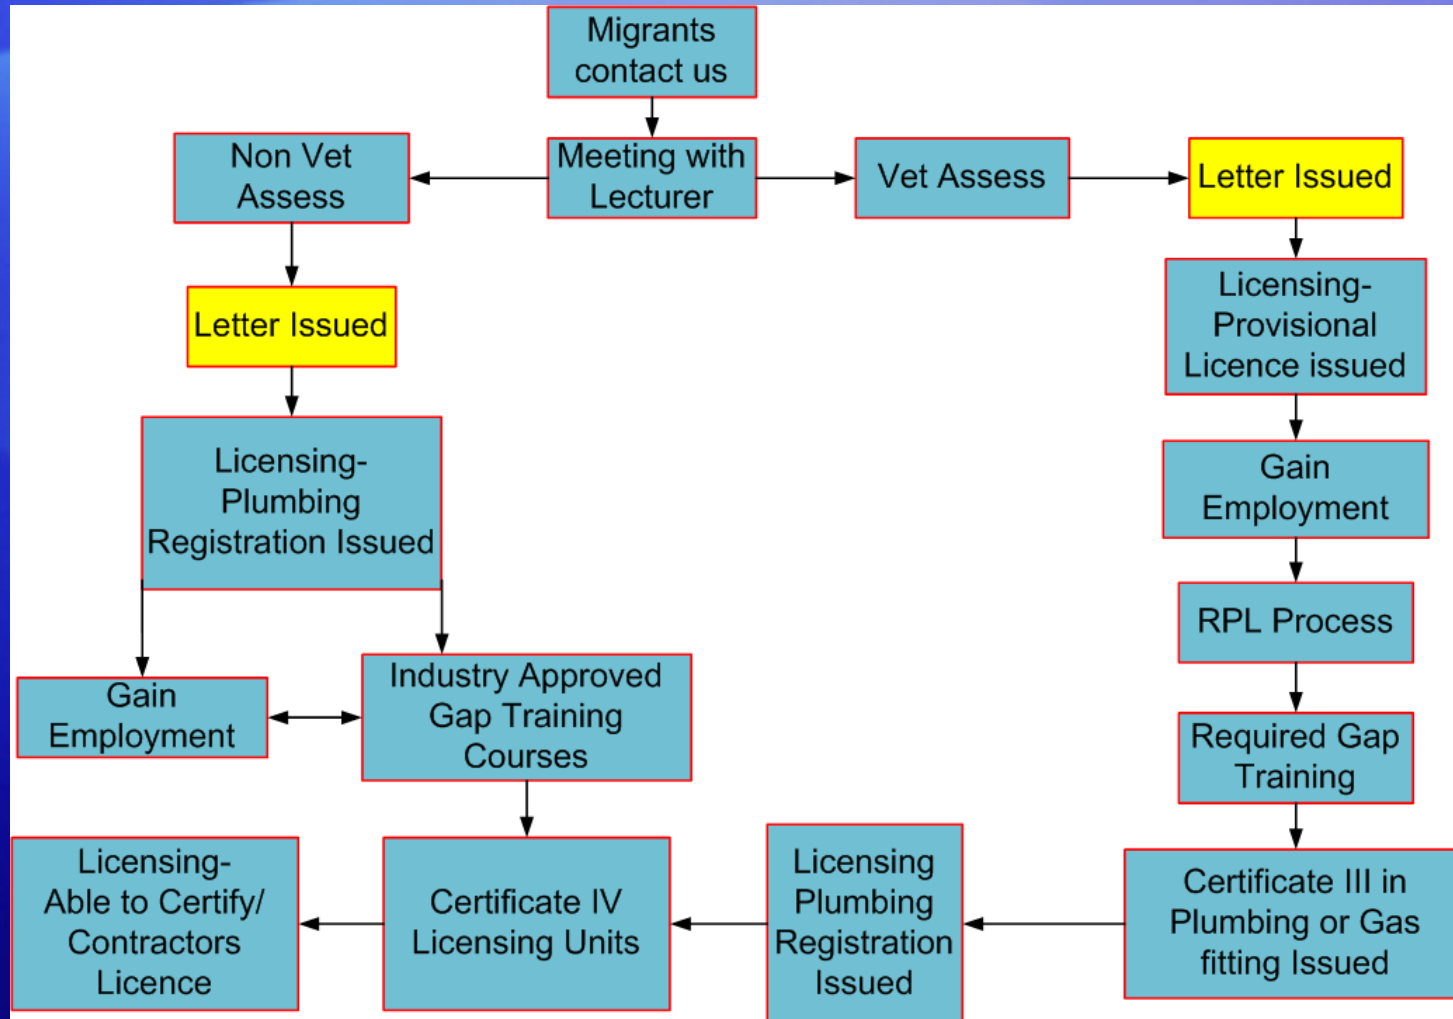 Migrants
contact us
Non Vet
Assess
Meeting with
Lecturer
Vet Assess
Letter Issued
Letter Issued
Licensing-
Provisional
Licence issued
Licensing-
Plumbing
Registration Issued
Gain
Employment
RPL Process
Gain
Employment
Industry Approved
Gap Training
Courses
Required Gap
Training
Licensing-
Able to Certify/
Contractors
Licence
Certificate IV
Licensing Units
Licensing
Plumbing
Registration
Issued
Certificate III in
Plumbing or Gas
fitting Issued